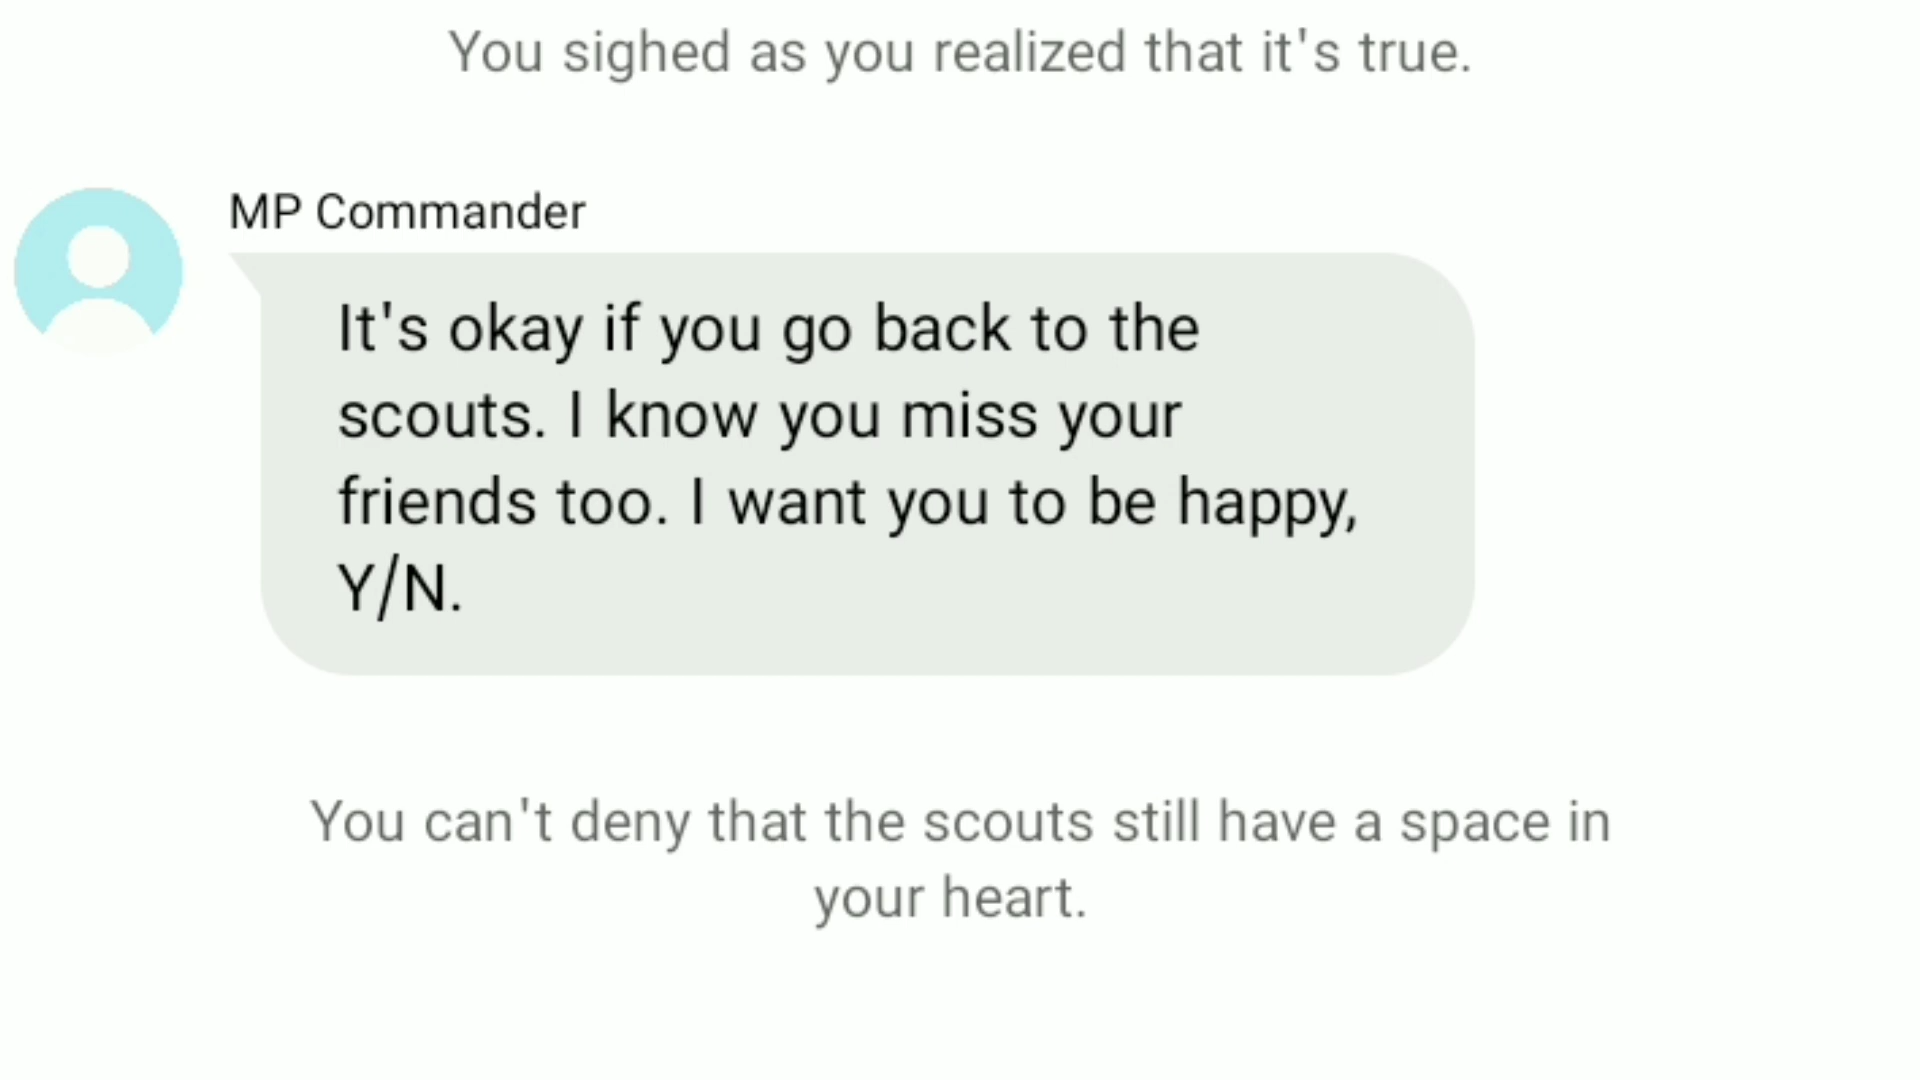 You sighed as you realized that it's true.
MP Commander
It's okay if you go back to the
scouts. I know you miss your
friends too. I want you to be happy,
Y/N.
You can't deny that the scouts still have a space in
your heart.